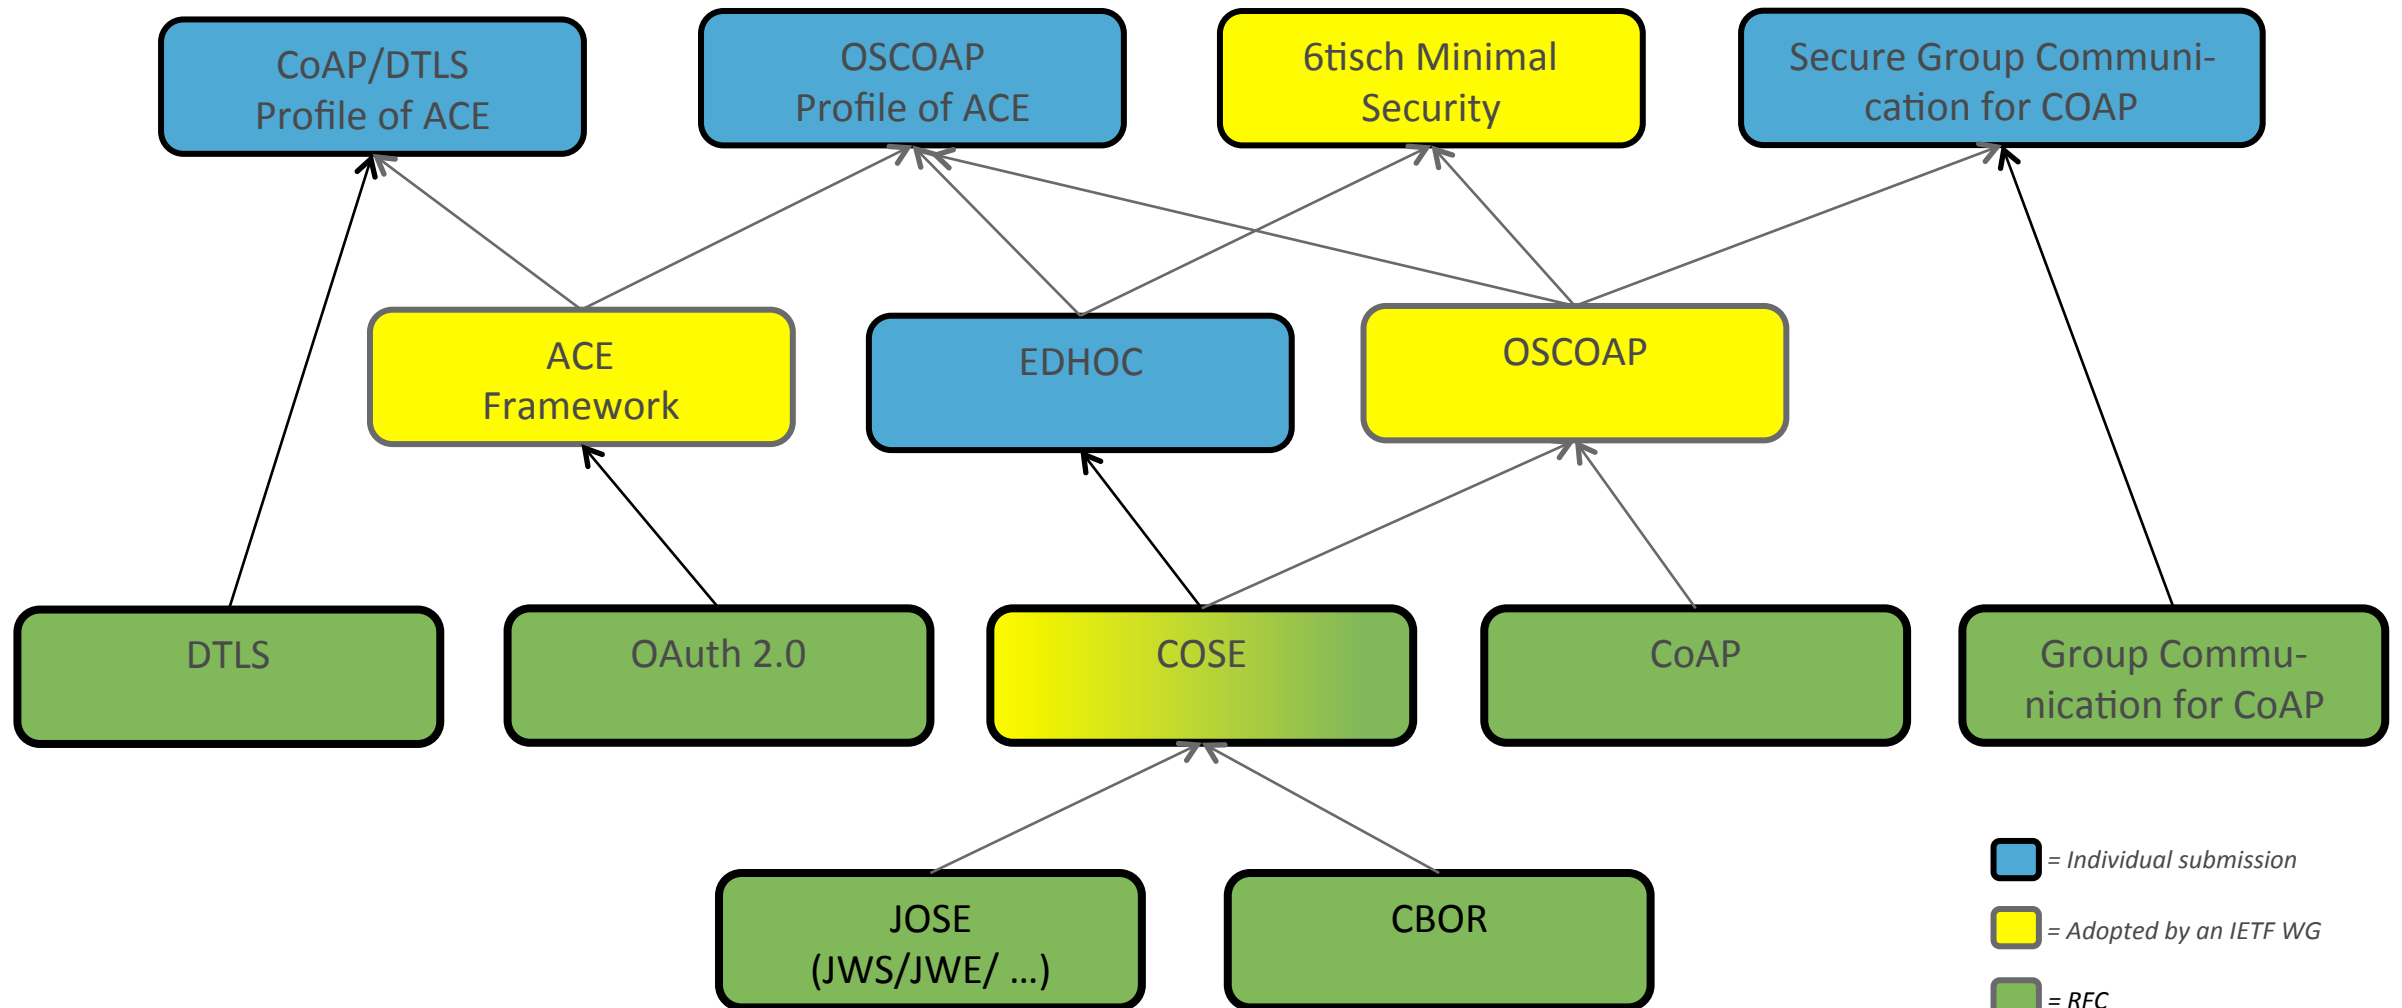 CoAP/DTLS
Profile of ACE
OSCOAP
Profile of ACE
6tisch Minimal
Security
Secure Group Communi-
cation for COAP
ACE
Framework
EDHOC
OSCOAP
DTLS
OAuth 2.0
COSE
CoAP
Group Commu-
nication for CoAP
JOSE
(JWS/JWE/ ...)
CBOR
= Individual submission
= Adopted by an IETF WG
= RFC